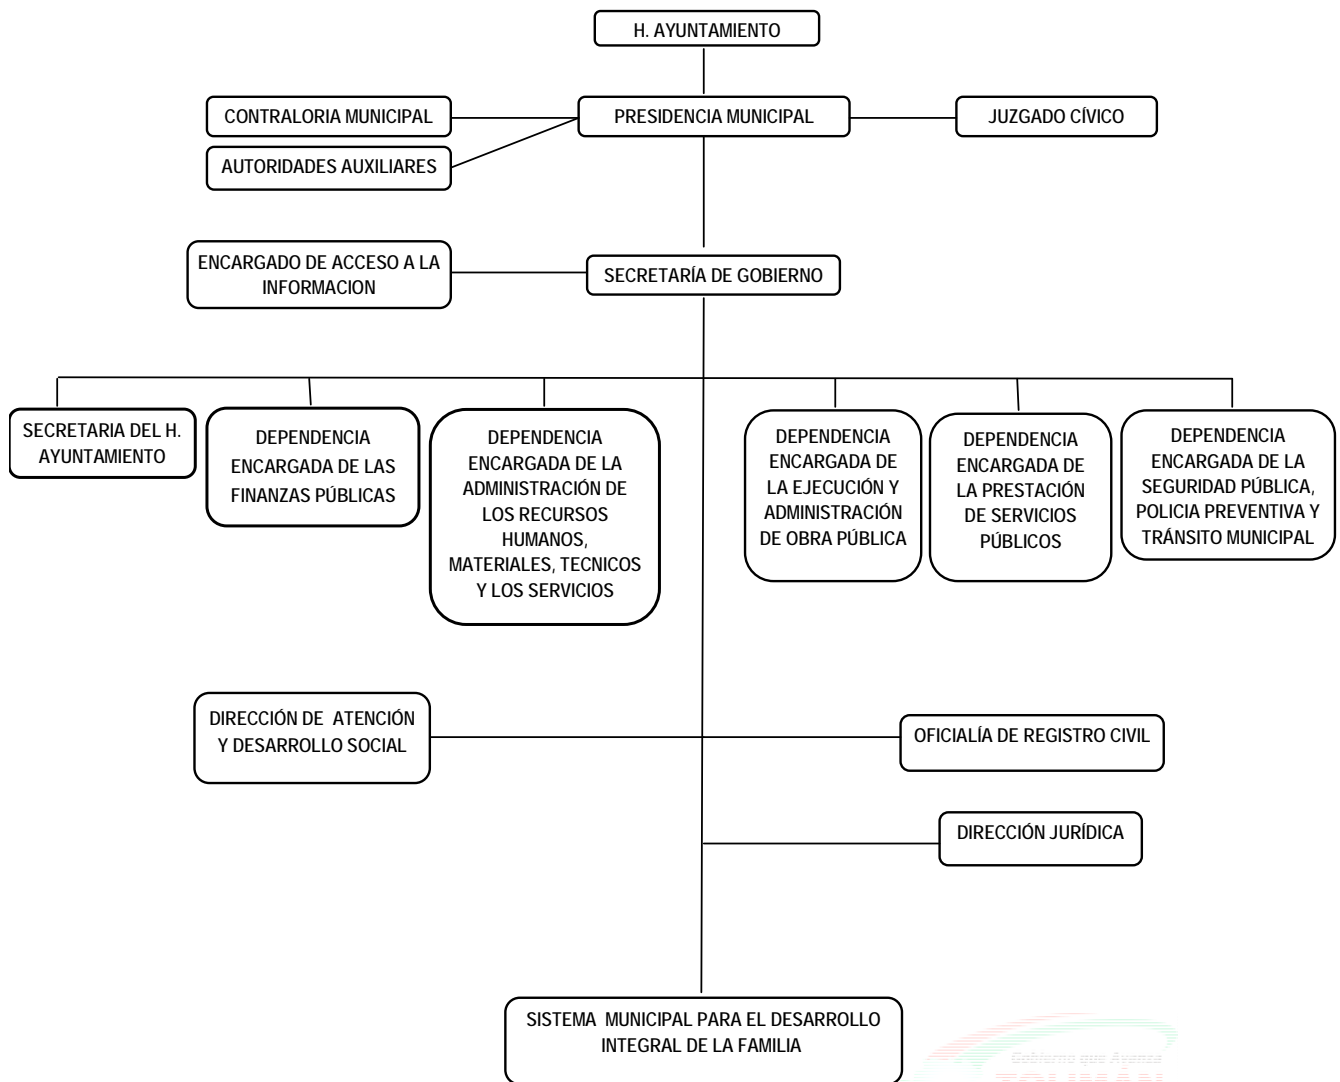 H. AYUNTAMIENTO
CONTRALORIA MUNICIPAL
PRESIDENCIA MUNICIPAL
JUZGADO CÍVICO
AUTORIDADES AUXILIARES
ENCARGADO DE ACCESO A LA
INFORMACION
SECRETARÍA DE GOBIERNO
SECRETARIA DEL H.
AYUNTAMIENTO
DEPENDENCIA
ENCARGADA DE LAS
FINANZAS PÚBLICAS
DEPENDENCIA
ENCARGADA DE LA
ADMINISTRACIÓN DE
LOS RECURSOS
HUMANOS,
MATERIALES, TECNICOS
Y LOS SERVICIOS
DEPENDENCIA
ENCARGADA DE
LA EJECUCIÓN Y
ADMINISTRACIÓN
DE OBRA PÚBLICA
DEPENDENCIA
ENCARGADA DE
LA PRESTACIÓN
DE SERVICIOS
PÚBLICOS
DEPENDENCIA
ENCARGADA DE LA
SEGURIDAD PÚBLICA,
POLICIA PREVENTIVA Y
TRÁNSITO MUNICIPAL
DIRECCIÓN DE ATENCIÓN
Y DESARROLLO SOCIAL
OFICIALÍA DE REGISTRO CIVIL
DIRECCIÓN JURÍDICA
SISTEMA MUNICIPAL PARA EL DESARROLLO
INTEGRAL DE LA FAMILIA
Gobierno que Avanza
TOLIMÁN